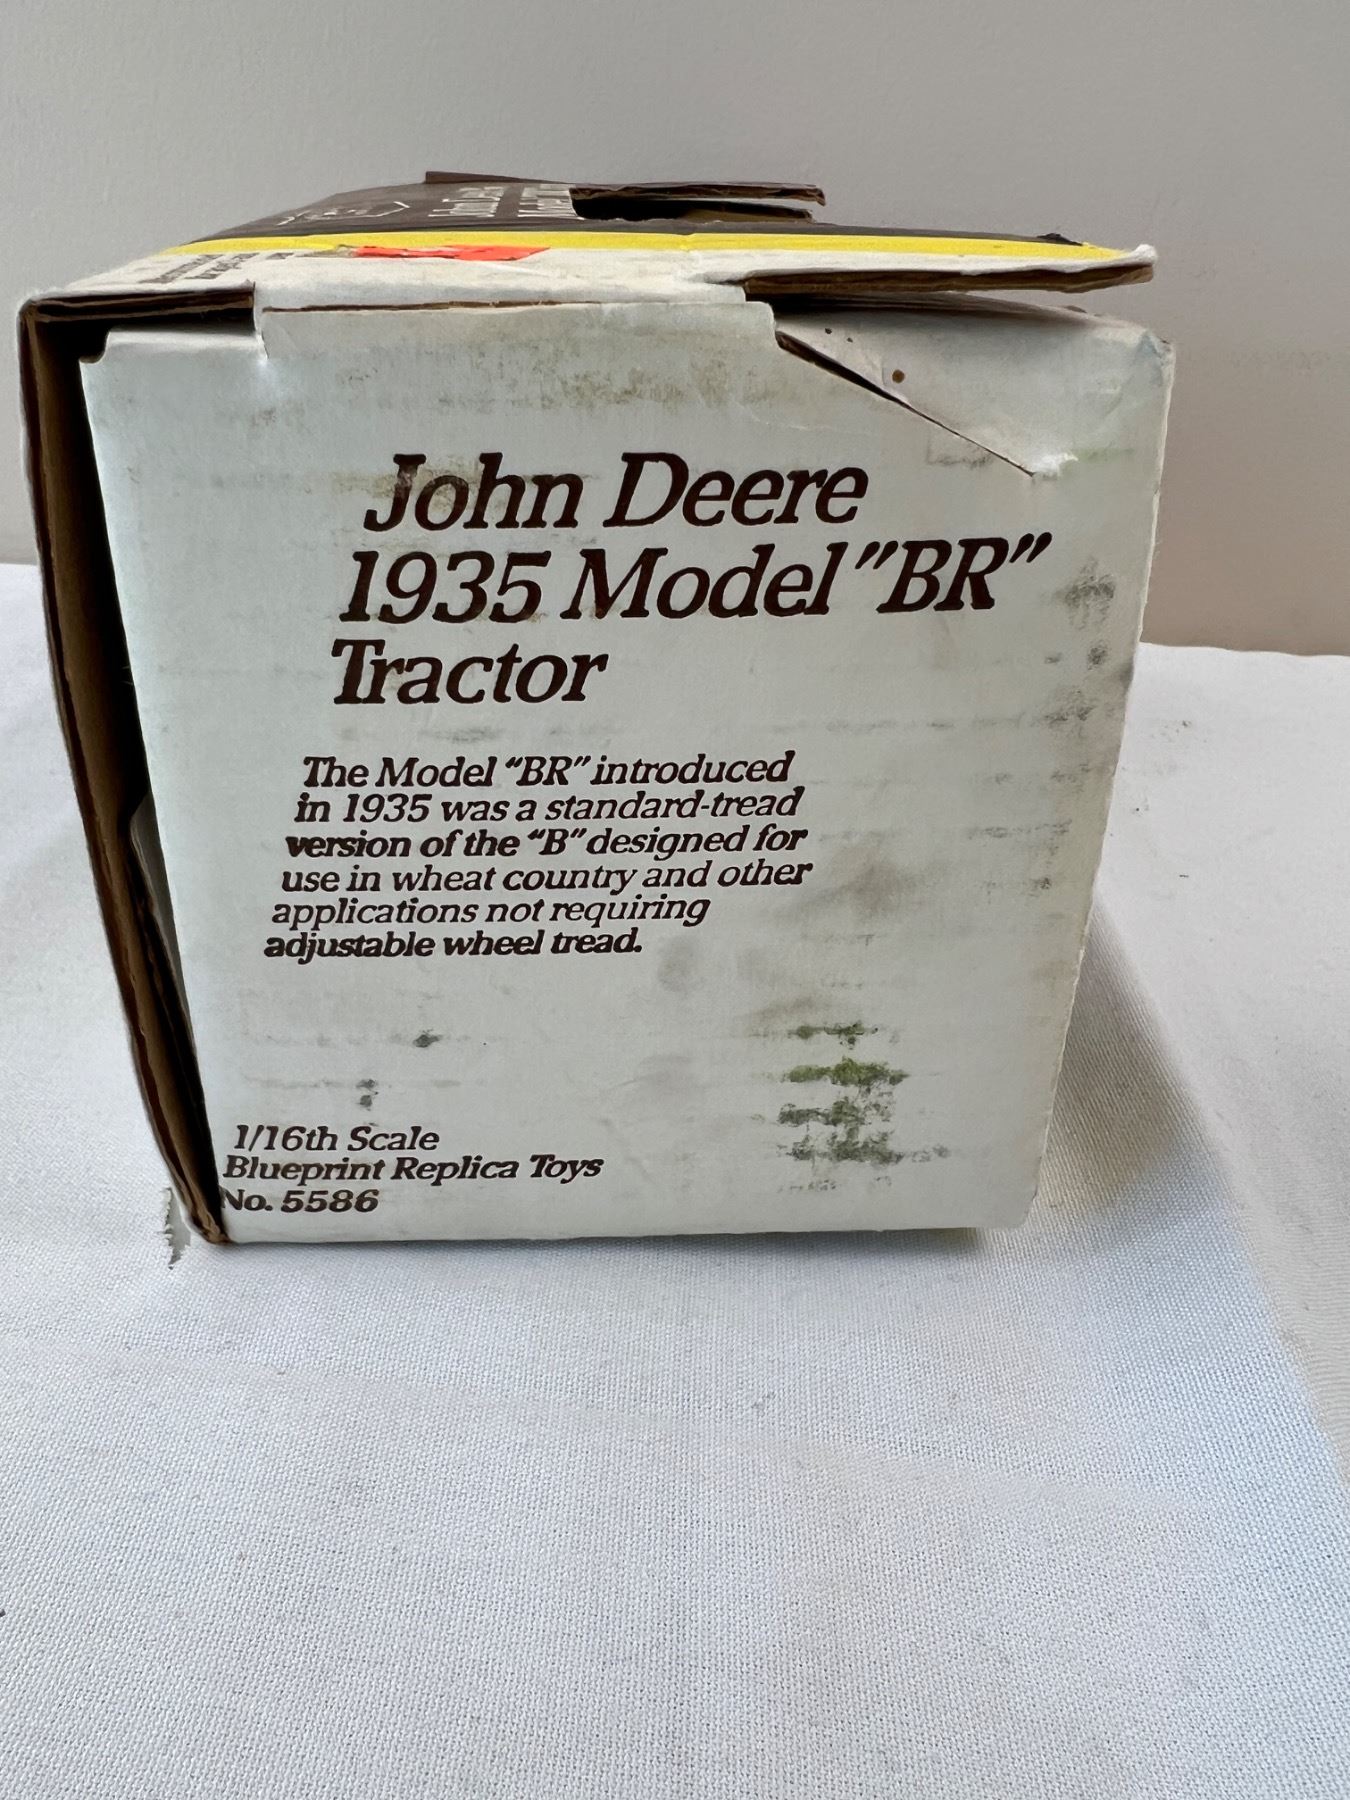 John Deere
John Deere
1935 Model "BR"
Tractor
The Model "BR" introduced
in 1935 was a standard-tread
version of the "B" designed for
use in wheat country and other
applications not requiring
adjustable wheel tread.
1/16th Scale
Blueprint Replica Toys
No. 5586